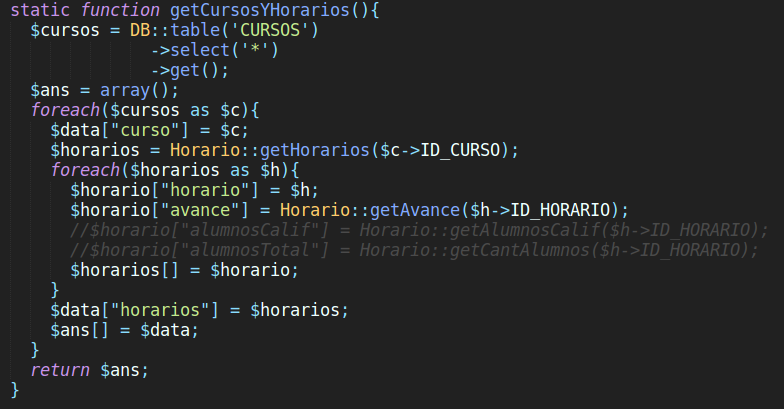 static function getCursosYHorarios(){
  $cursos = DB::table('CURSOS')
              ->select('*')
              ->get();
  $ans = array();
  foreach($cursos as $c){
    $data["curso"] = $c;
    $horarios = Horario::getHorarios($c->ID_CURSO);
    foreach($horarios as $h){
      $horario["horario"] = $h;
      $horario["avance"] = Horario::getAvance($h->ID_HORARIO);
      //$horario["alumnosCalif"] = Horario::getAlumnosCalif($h->ID_HORARIO);
      //$horario["alumnosTotal"] = Horario::getCantAlumnos($h->ID_HORARIO);
      $horarios[] = $horario;
    }
    $data["horarios"] = $horarios;
    $ans[] = $data;
  }
  return $ans;
}